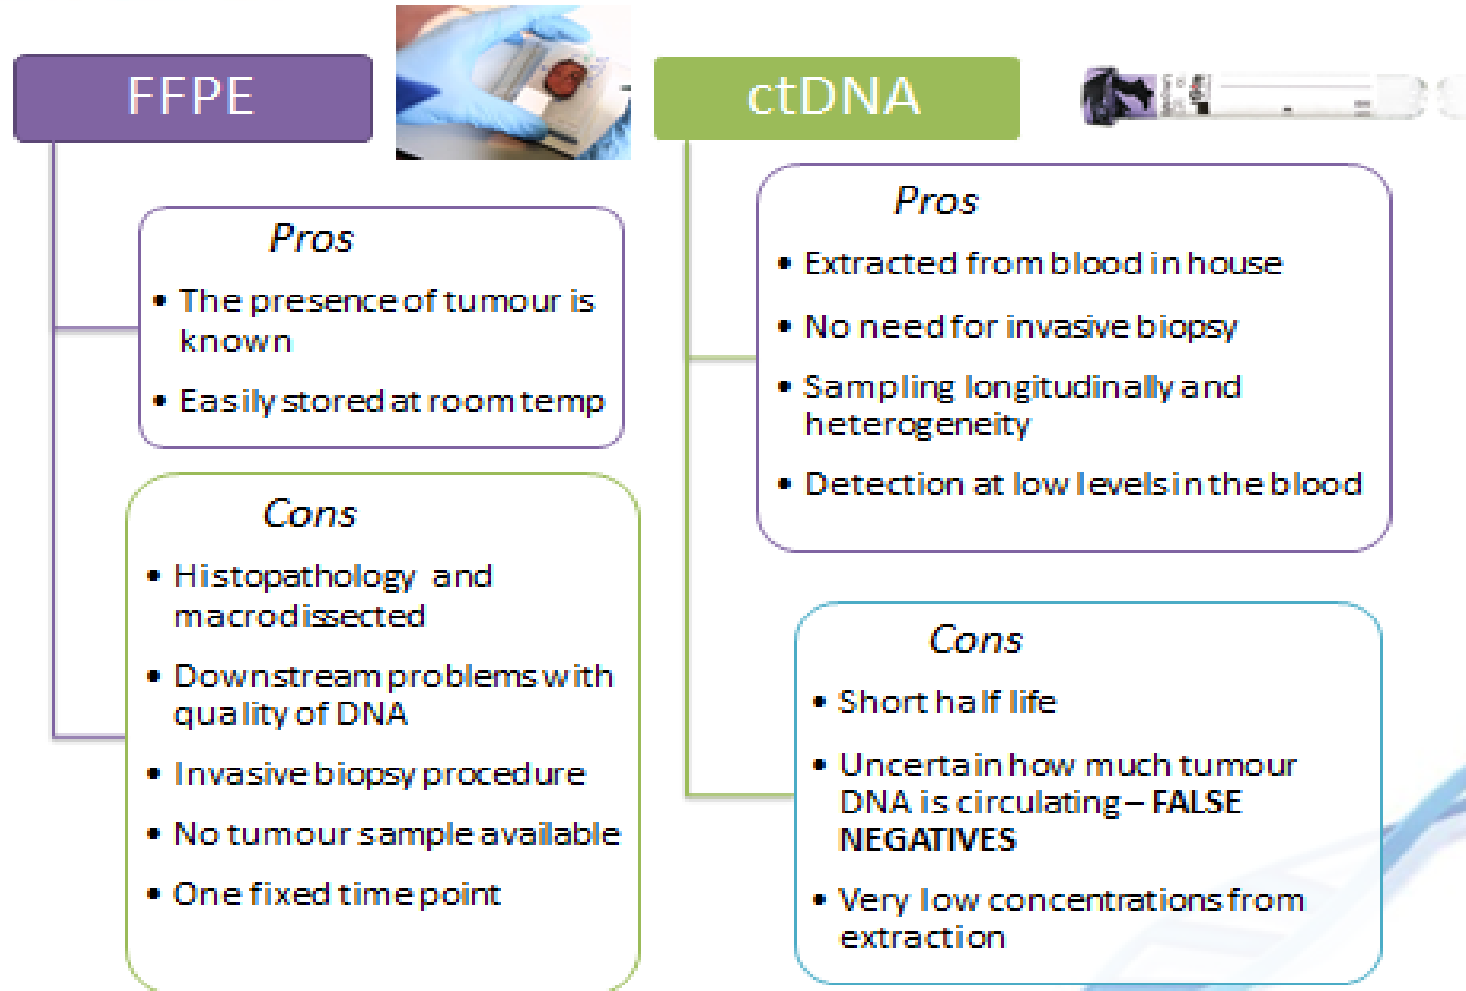 FFPE
Pros
• The presence of tumour is
known
• Easily stored at room temp
Cons
• Histopathology and
macrodissected
• Downstream problems with
quality of DNA
• Invasive biopsy procedure
• No tumour sample available
• One fixed time point
ctDNA
Pros
• Extracted from blood in house
• No need for invasive biopsy
• Sampling longitudinally and
heterogeneity
• Detection at low levels in the blood
Cons
• Short half life
• Uncertain how much tumour
DNA is circulating – FALSE
NEGATIVES
• Very low concentrations from
extraction